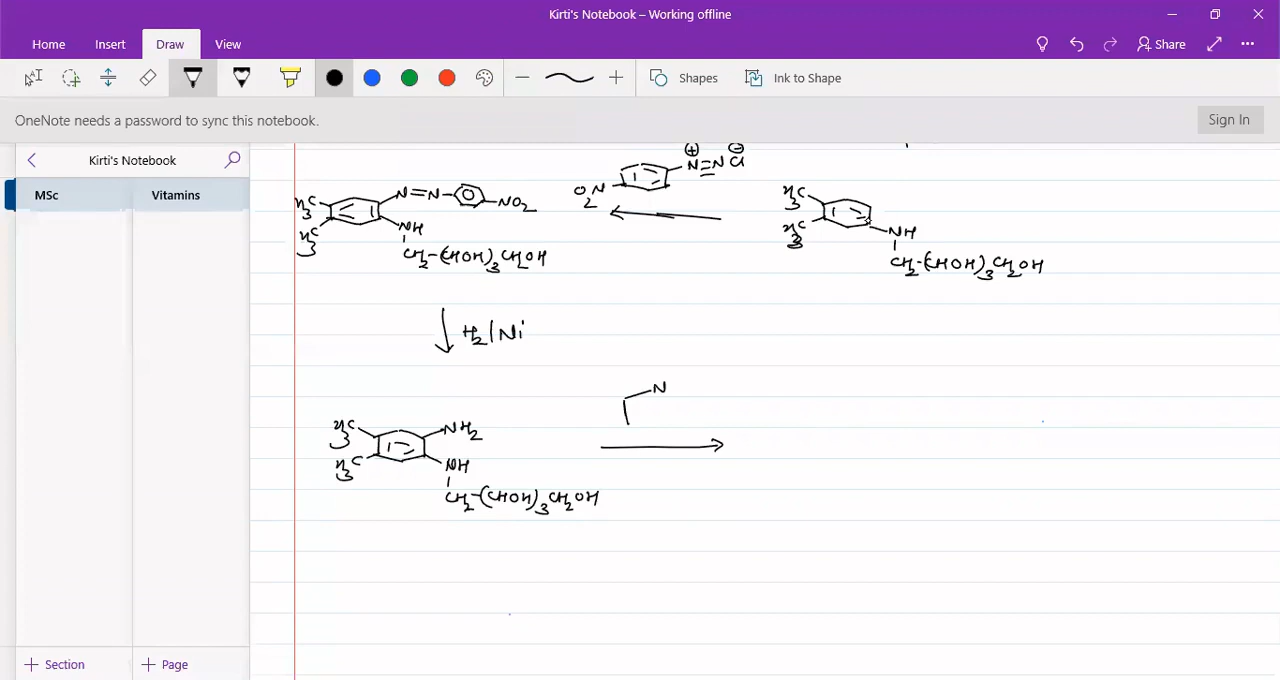 Kirti's Notebook – Working offline
Home Insert Draw View
Share
Shapes Ink to Shape
OneNote needs a password to sync this notebook.
Sign In
Kirti's Notebook
MSc Vitamins
O2N ⊕ N≡N Cl ⊖
H3C H3C N=N NO2
NH
CH2-(CHOH)3CH2OH
H3C H3C NH
CH2-(CHOH)3CH2OH
H2/Ni
N
H3C H3C NH2
NH
CH2-(CHOH)3CH2OH
+ Section + Page